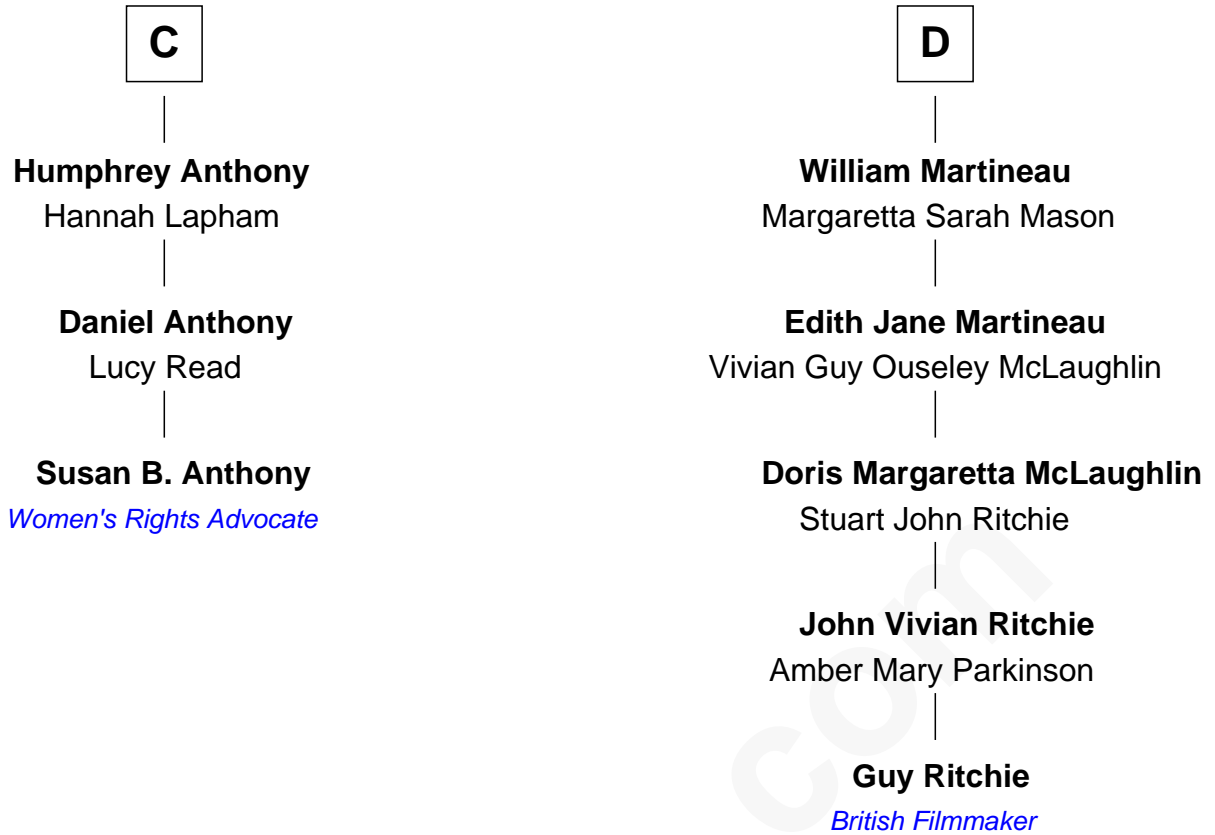 C
Humphrey Anthony
Hannah Lapham
Daniel Anthony
Lucy Read
Susan B. Anthony
Women's Rights Advocate
D
William Martineau
Margaretta Sarah Mason
Edith Jane Martineau
Vivian Guy Ouseley McLaughlin
Doris Margaretta McLaughlin
Stuart John Ritchie
John Vivian Ritchie
Amber Mary Parkinson
Guy Ritchie
British Filmmaker
com